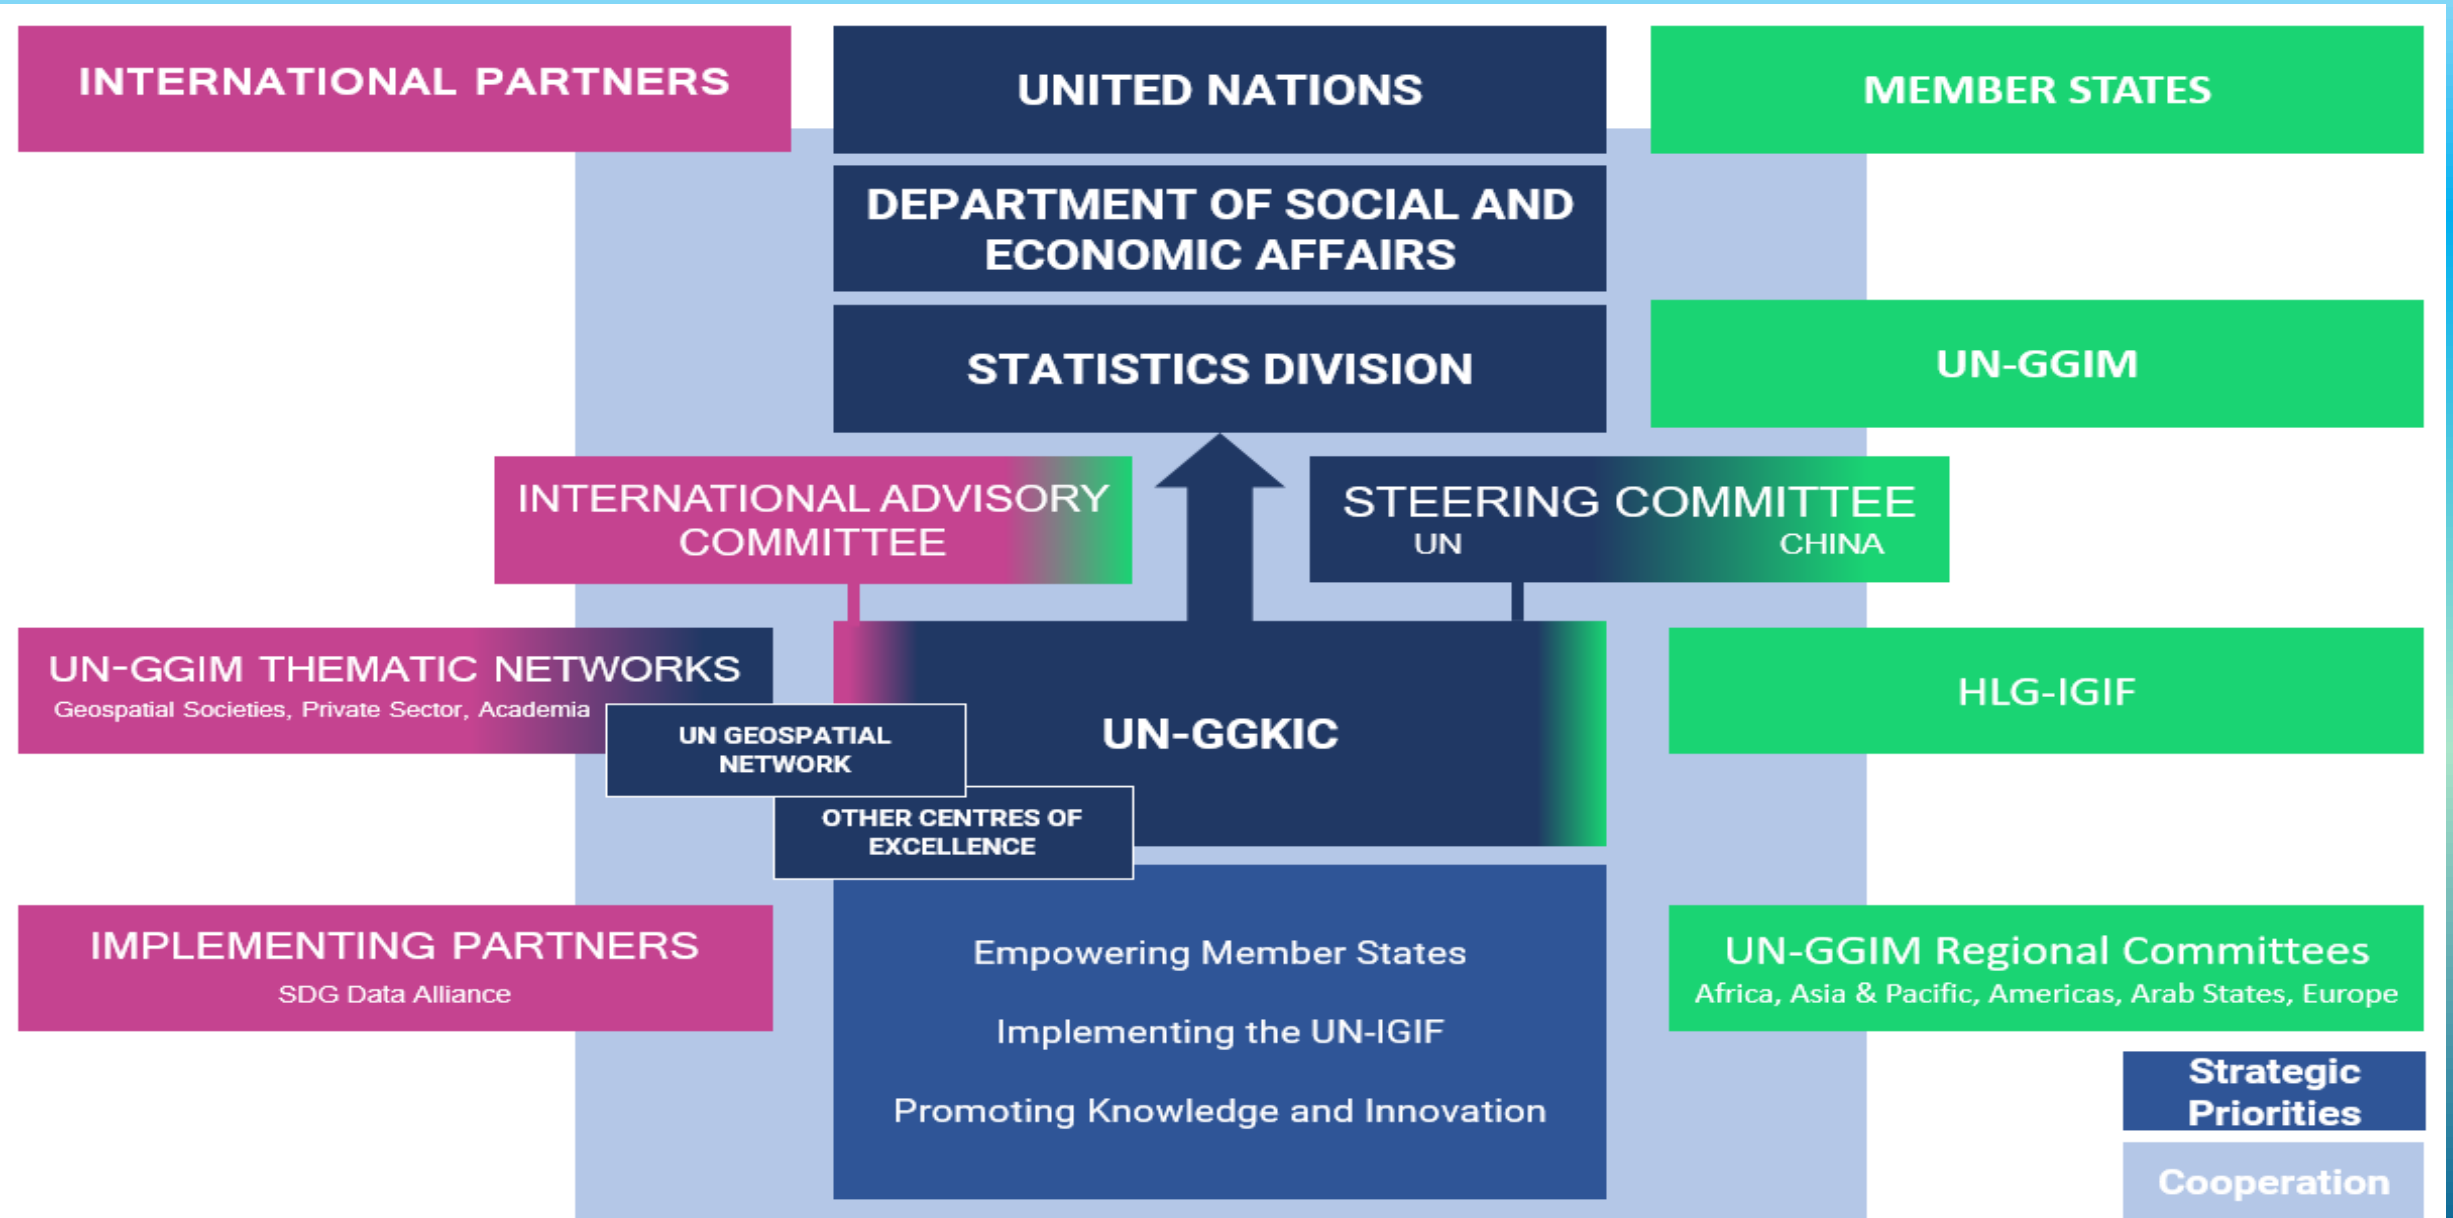 INTERNATIONAL PARTNERS
UNITED NATIONS
MEMBER STATES
DEPARTMENT OF SOCIAL AND
ECONOMIC AFFAIRS
STATISTICS DIVISION
UN-GGIM
INTERNATIONAL ADVISORY
COMMITTEE
STEERING COMMITTEE
UN CHINA
UN-GGIM THEMATIC NETWORKS
Geospatial Societies, Private Sector, Academia
UN GEOSPATIAL
NETWORK
OTHER CENTRES OF
EXCELLENCE
UN-GGKIC
HLG-IGIF
IMPLEMENTING PARTNERS
SDG Data Alliance
Empowering Member States
Implementing the UN-IGIF
Promoting Knowledge and Innovation
UN-GGIM Regional Committees
Africa, Asia & Pacific, Americas, Arab States, Europe
Strategic
Priorities
Cooperation